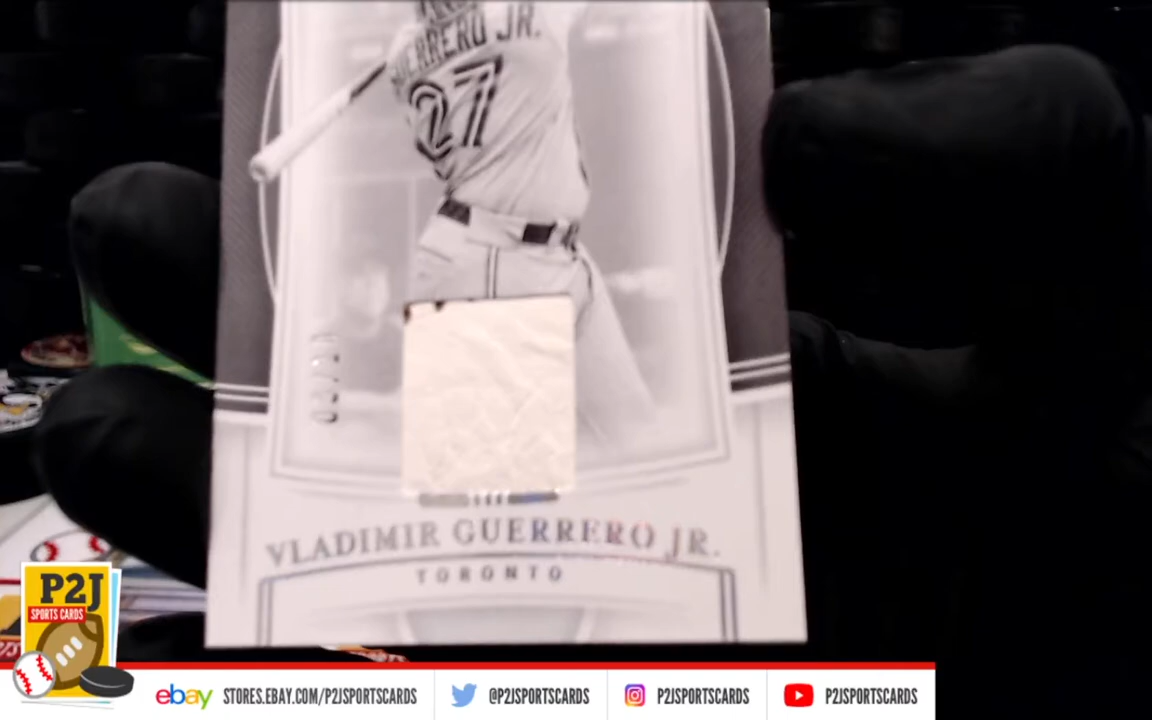 GUERRERO JR.
27
VLADIMIR GUERRERO JR.
TORONTO
P2J
SPORTS CARDS
ebay STORES.EBAY.COM/P2JSPORTSCARDS
@P2JSPORTSCARDS
P2JSPORTSCARDS
P2JSPORTSCARDS